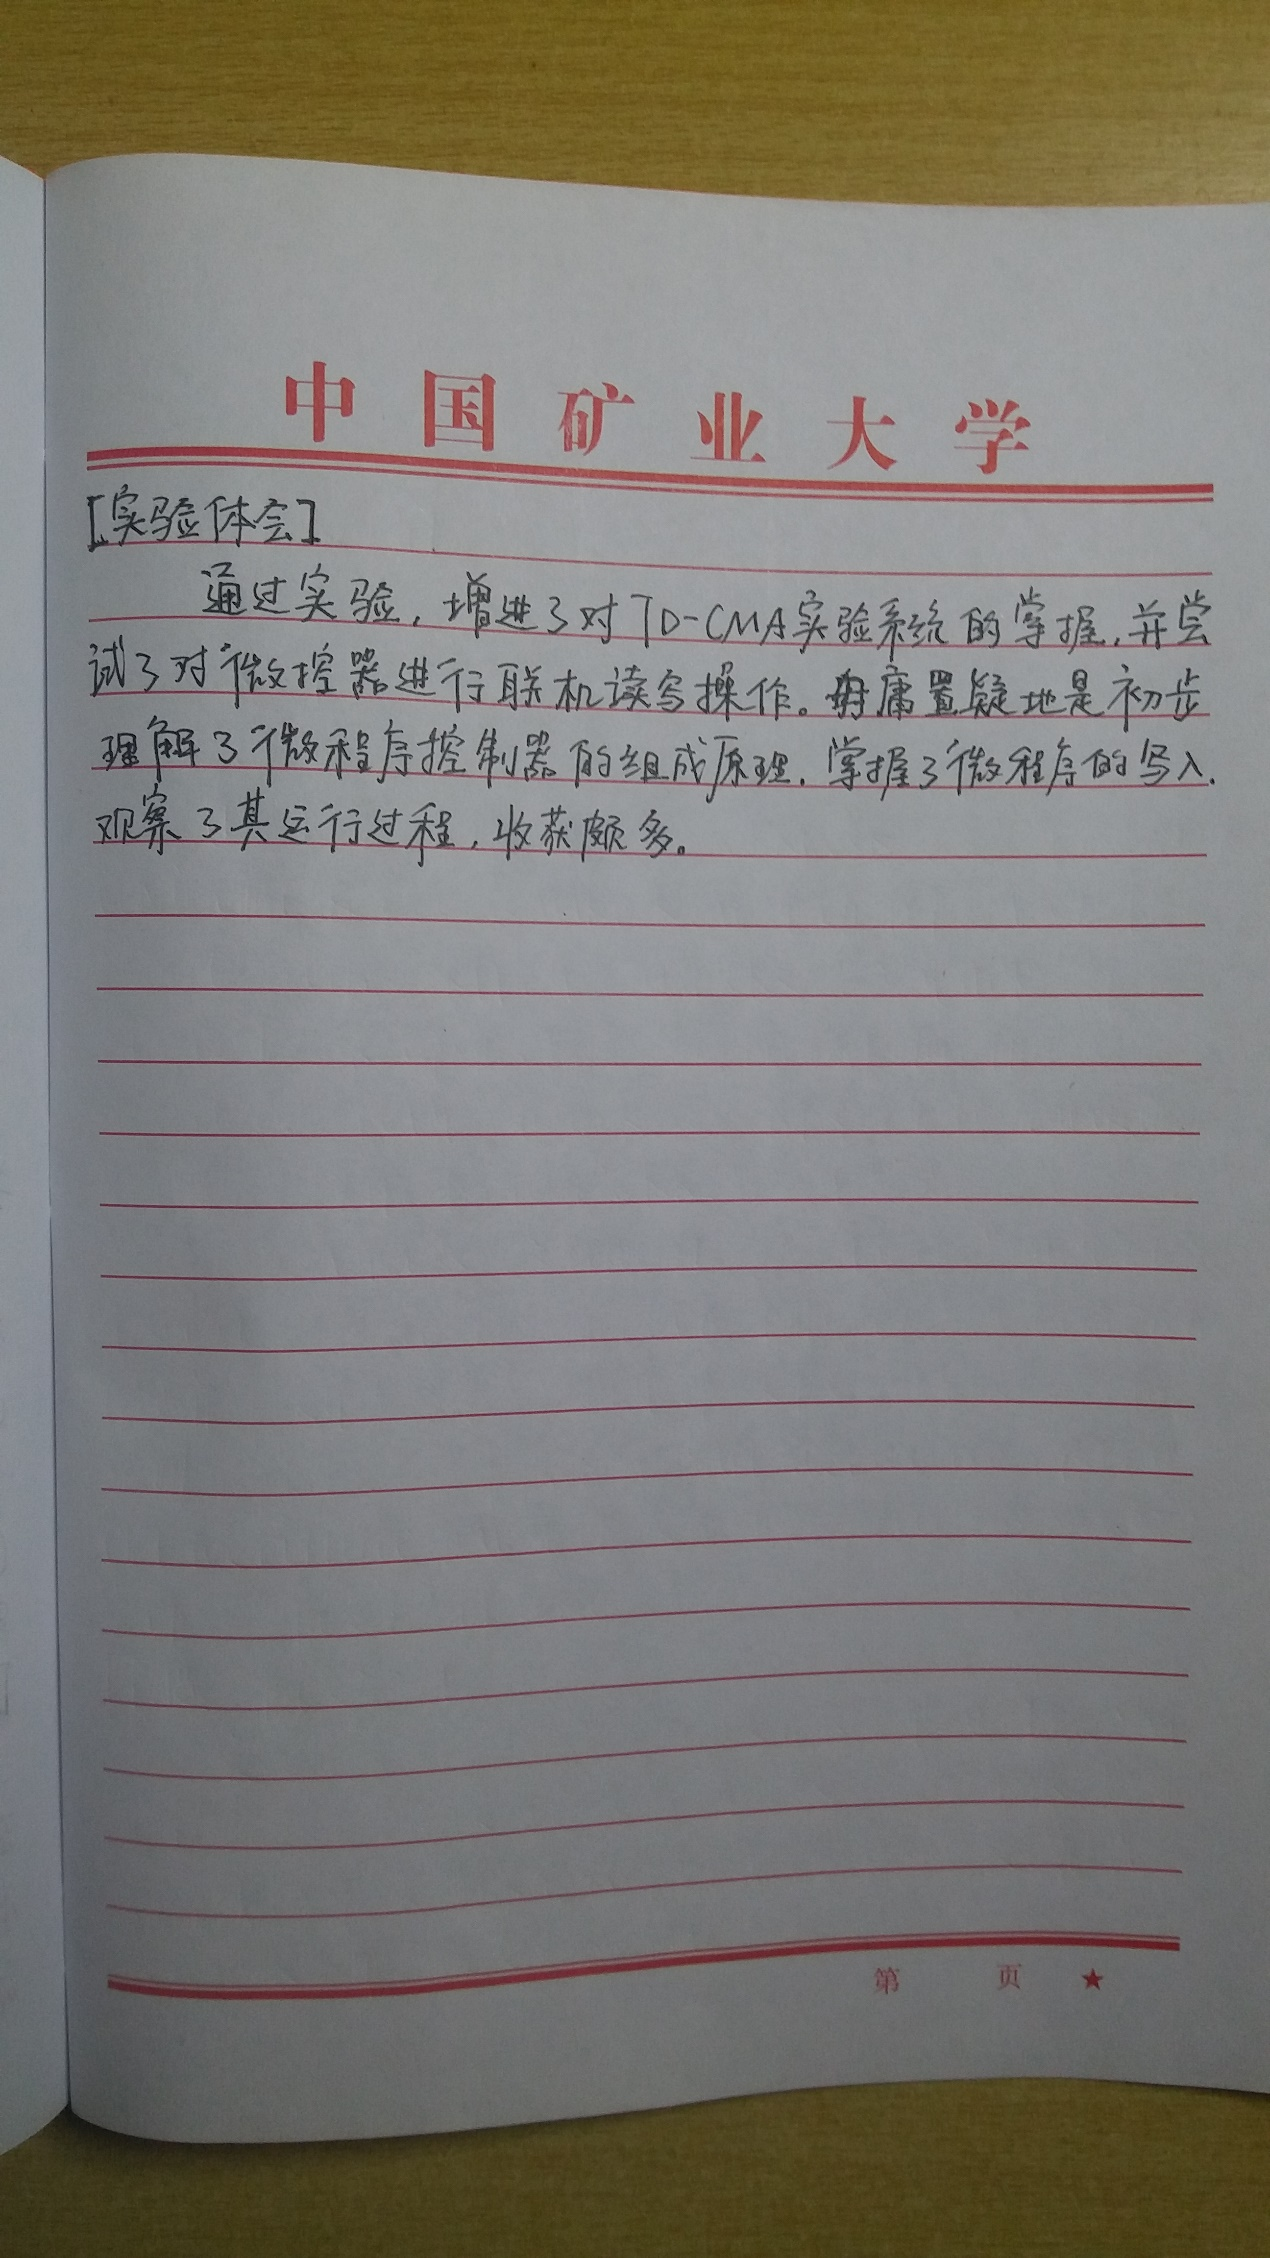 中国矿业大学
[实验体会]
通过实验，增进了对TD-CMA实验系统的掌握，并尝
试了对微控器进行联机读写操作。毋庸置疑地是初步
理解了微程序控制器的组成原理，掌握了微程序的写入，
观察了其运行过程，收获颇多。
第 页 ★